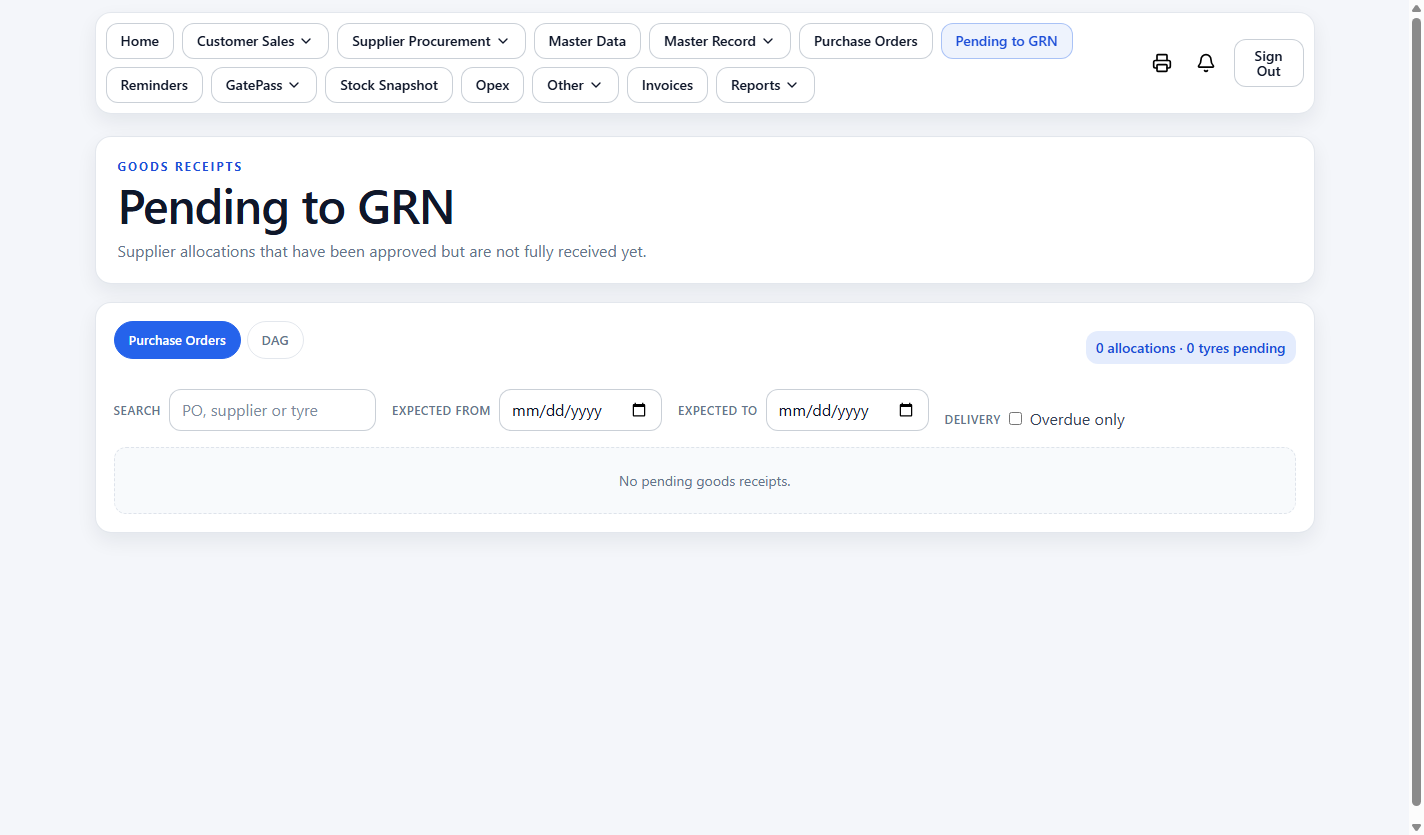 Home
Customer Sales
Supplier Procurement
Master Data
Master Record
Purchase Orders
Pending to GRN
Reminders
GatePass
Stock Snapshot
Opex
Other
Invoices
Reports
Sign
Out
GOODS RECEIPTS
Pending to GRN
Supplier allocations that have been approved but are not fully received yet.
Purchase Orders
DAG
0 allocations · 0 tyres pending
SEARCH
PO, supplier or tyre
EXPECTED FROM
mm/dd/yyyy
EXPECTED TO
mm/dd/yyyy
DELIVERY
Overdue only
No pending goods receipts.